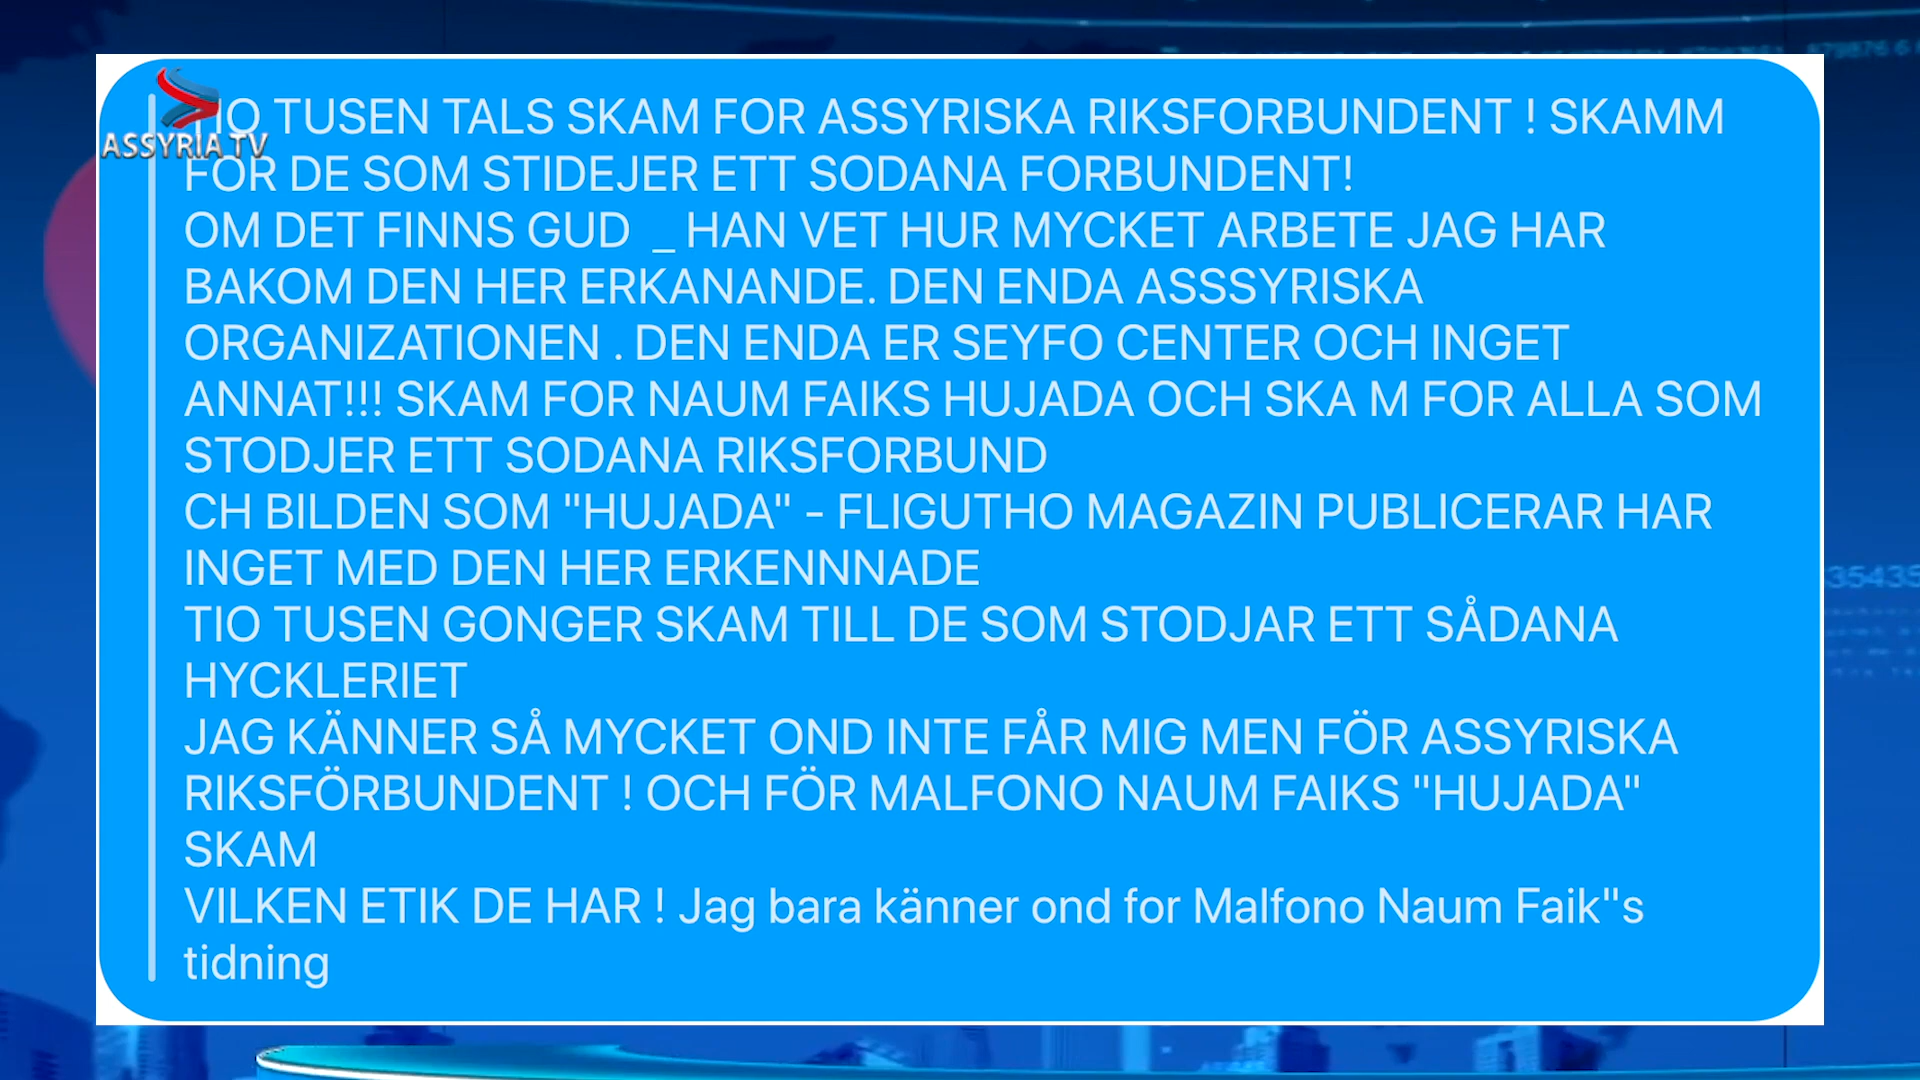 ASSYRIA TV
TIO TUSEN TALS SKAM FOR ASSYRISKA RIKSFORBUNDENT ! SKAMM
FOR DE SOM STIDEJER ETT SODANA FORBUNDENT!
OM DET FINNS GUD _ HAN VET HUR MYCKET ARBETE JAG HAR
BAKOM DEN HER ERKANANDE. DEN ENDA ASSSYRISKA
ORGANIZATIONEN . DEN ENDA ER SEYFO CENTER OCH INGET
ANNAT!!! SKAM FOR NAUM FAIKS HUJADA OCH SKA M FOR ALLA SOM
STODJER ETT SODANA RIKSFORBUND
CH BILDEN SOM "HUJADA" - FLIGUTHO MAGAZIN PUBLICERAR HAR
INGET MED DEN HER ERKENNNADE
TIO TUSEN GONGER SKAM TILL DE SOM STODJAR ETT SÅDANA
HYCKLERIET
JAG KÄNNER SÅ MYCKET OND INTE FÅR MIG MEN FÖR ASSYRISKA
RIKSFÖRBUNDENT ! OCH FÖR MALFONO NAUM FAIKS "HUJADA"
SKAM
VILKEN ETIK DE HAR ! Jag bara känner ond for Malfono Naum Faik"s
tidning